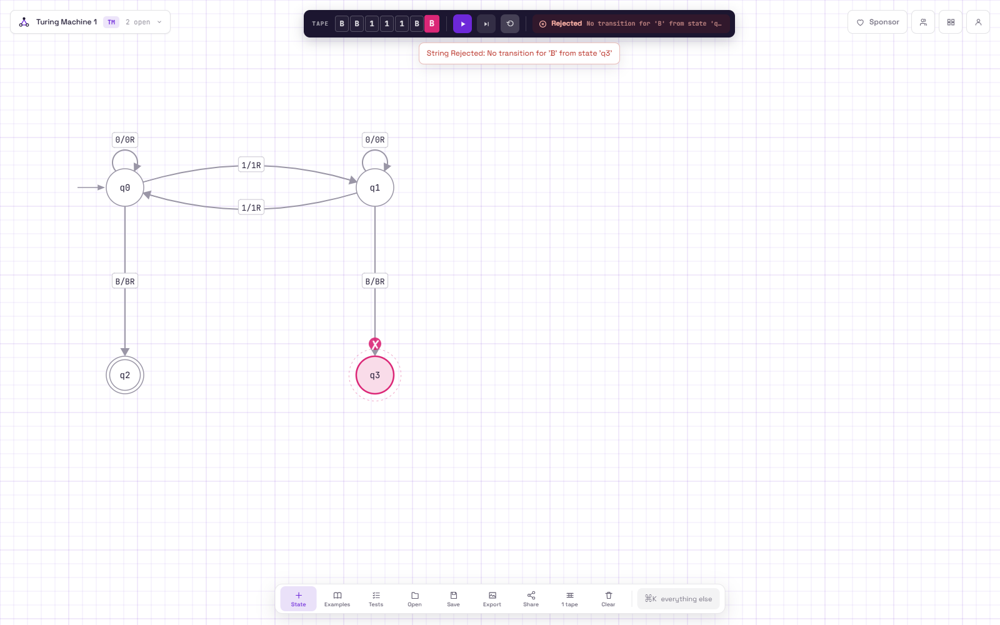 Turing Machine 1 TM 2 open
TAPE B B 1 1 1 B B Rejected No transition for 'B' from state 'q…
Sponsor
String Rejected: No transition for 'B' from state 'q3'
0/0R 0/0R
1/1R
q0 q1
1/1R
B/BR B/BR
X
q2 q3
State Examples Tests Open Save Export Share 1 tape Clear ⌘K everything else